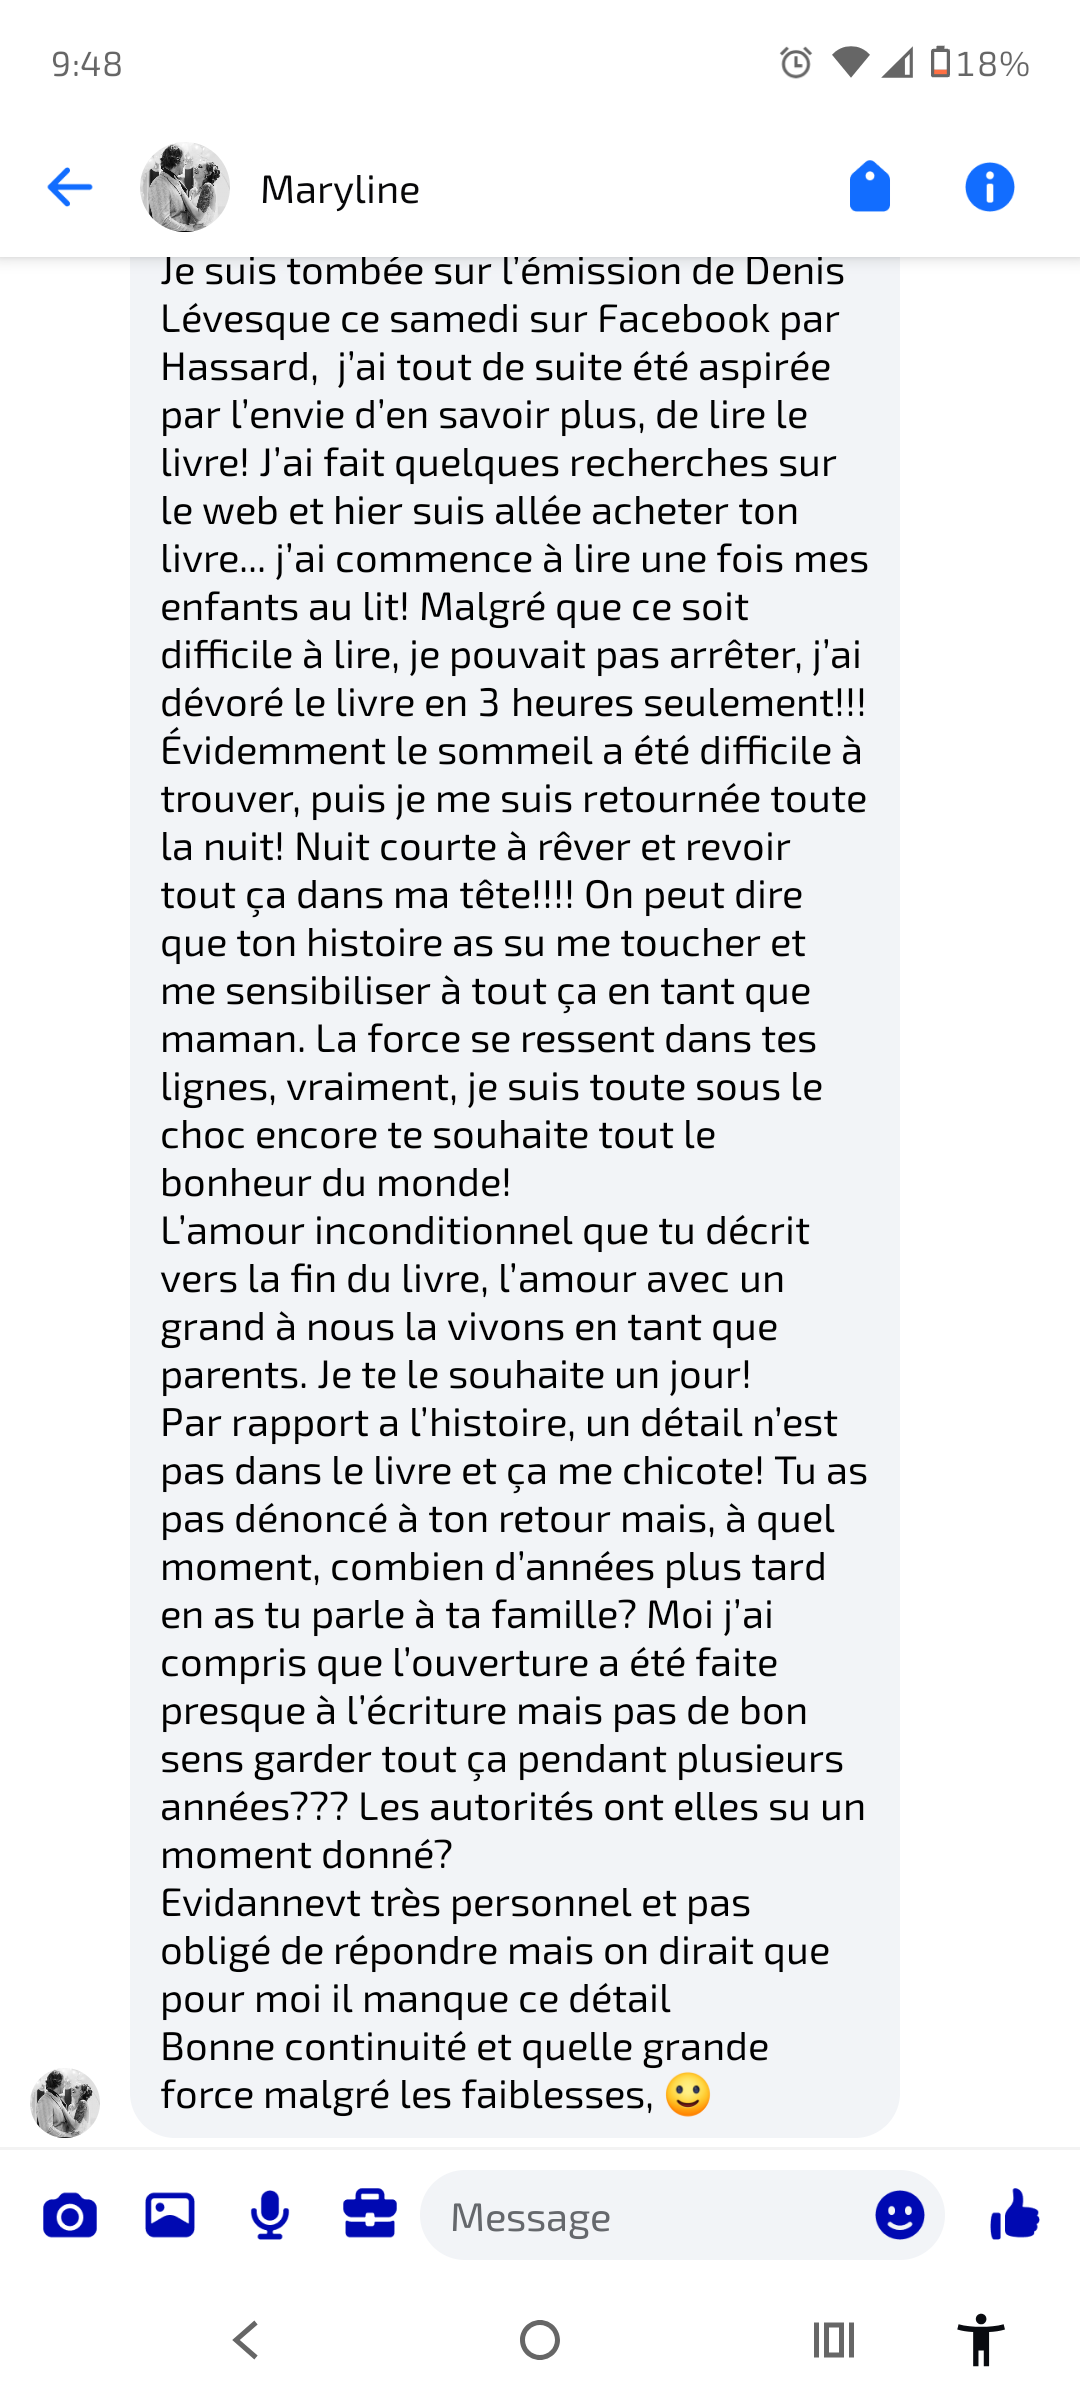 9:48
18%
Maryline
Je suis tombée sur l'émission de Denis
Lévesque ce samedi sur Facebook par
Hassard,  j'ai tout de suite été aspirée
par l'envie d'en savoir plus, de lire le
livre! J'ai fait quelques recherches sur
le web et hier suis allée acheter ton
livre... j'ai commence à lire une fois mes
enfants au lit! Malgré que ce soit
difficile à lire, je pouvait pas arrêter, j'ai
dévoré le livre en 3 heures seulement!!!
Évidemment le sommeil a été difficile à
trouver, puis je me suis retournée toute
la nuit! Nuit courte à rêver et revoir
tout ça dans ma tête!!!! On peut dire
que ton histoire as su me toucher et
me sensibiliser à tout ça en tant que
maman. La force se ressent dans tes
lignes, vraiment, je suis toute sous le
choc encore te souhaite tout le
bonheur du monde!
L'amour inconditionnel que tu décrit
vers la fin du livre, l'amour avec un
grand à nous la vivons en tant que
parents. Je te le souhaite un jour!
Par rapport a l'histoire, un détail n'est
pas dans le livre et ça me chicote! Tu as
pas dénoncé à ton retour mais, à quel
moment, combien d'années plus tard
en as tu parle à ta famille? Moi j'ai
compris que l'ouverture a été faite
presque à l'écriture mais pas de bon
sens garder tout ça pendant plusieurs
années??? Les autorités ont elles su un
moment donné?
Evidannevt très personnel et pas
obligé de répondre mais on dirait que
pour moi il manque ce détail
Bonne continuité et quelle grande
force malgré les faiblesses, 🙂
Message